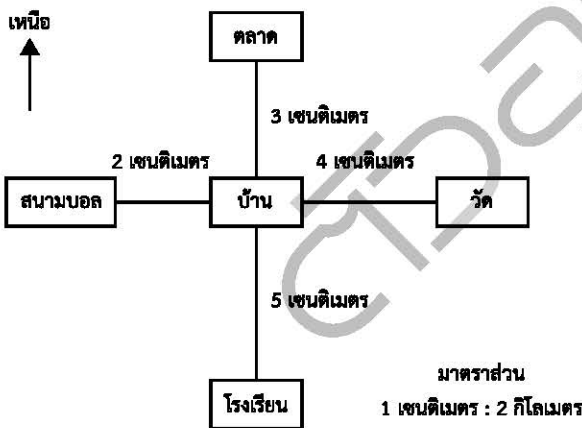 เหนือ
ตลาด
3 เซนติเมตร
2 เซนติเมตร
4 เซนติเมตร
สนามบอล
บ้าน
วัด
5 เซนติเมตร
โรงเรียน
มาตราส่วน
1 เซนติเมตร : 2 กิโลเมตร